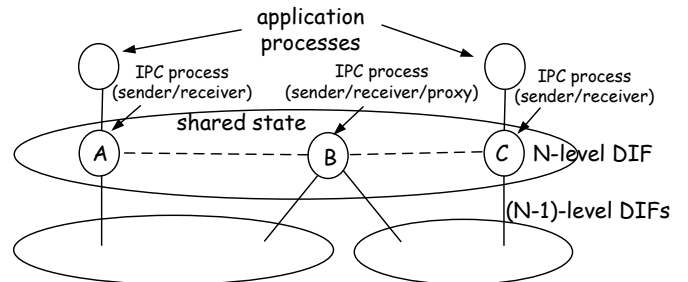 application
processes
IPC process
(sender/receiver)
IPC process
(sender/receiver/proxy)
IPC process
(sender/receiver)
shared state
A
B
C
N-level DIF
(N-1)-level DIFs